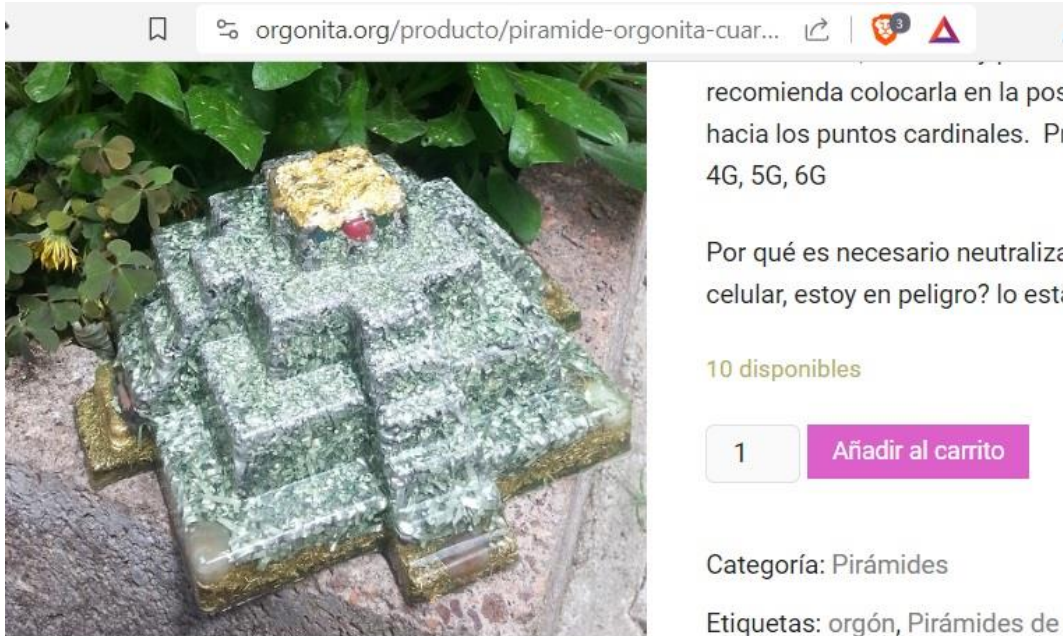 orgonita.org/producto/piramide-orgonita-cuar...
3
recomienda colocarla en la pos
hacia los puntos cardinales. P
4G, 5G, 6G
Por qué es necesario neutraliza
celular, estoy en peligro? lo est
10 disponibles
1
Añadir al carrito
Categoría: Pirámides
Etiquetas: orgón, Pirámides de